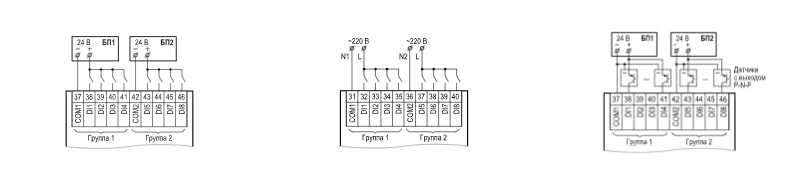 24 В БП1
– +
24 В БП2
– +
37 38 39 40 41 42 43 44 45 46
COM1 DI1 DI2 DI3 DI4 COM2 DI5 DI6 DI7 DI8
Группа 1 Группа 2
~220 В ~220 В
N1 L N2 L
31 32 33 34 35 36 37 38 39 40
COM1 DI1 DI2 DI3 DI4 COM2 DI5 DI6 DI7 DI8
Группа 1 Группа 2
24 В БП1
– +
24 В БП2
– +
Датчики
с выходом
P-N-P
... ...
37 38 39 40 41 42 43 44 45 46
COM1 DI1 DI2 DI3 DI4 COM2 DI5 DI6 DI7 DI8
Группа 1 Группа 2